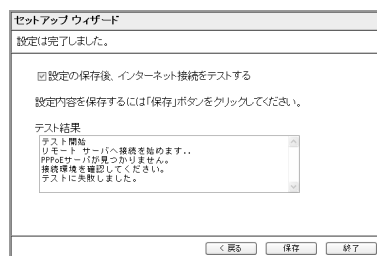 セットアップ ウィザード
設定は完了しました。
設定の保存後、インターネット接続をテストする
設定内容を保存するには「保存」ボタンをクリックしてください。
テスト結果
テスト開始
リモート サーバへ接続を始めます..
PPPoEサーバが見つかりません。
接続環境を確認してください。
テストに失敗しました。
< 戻る
保存
終了